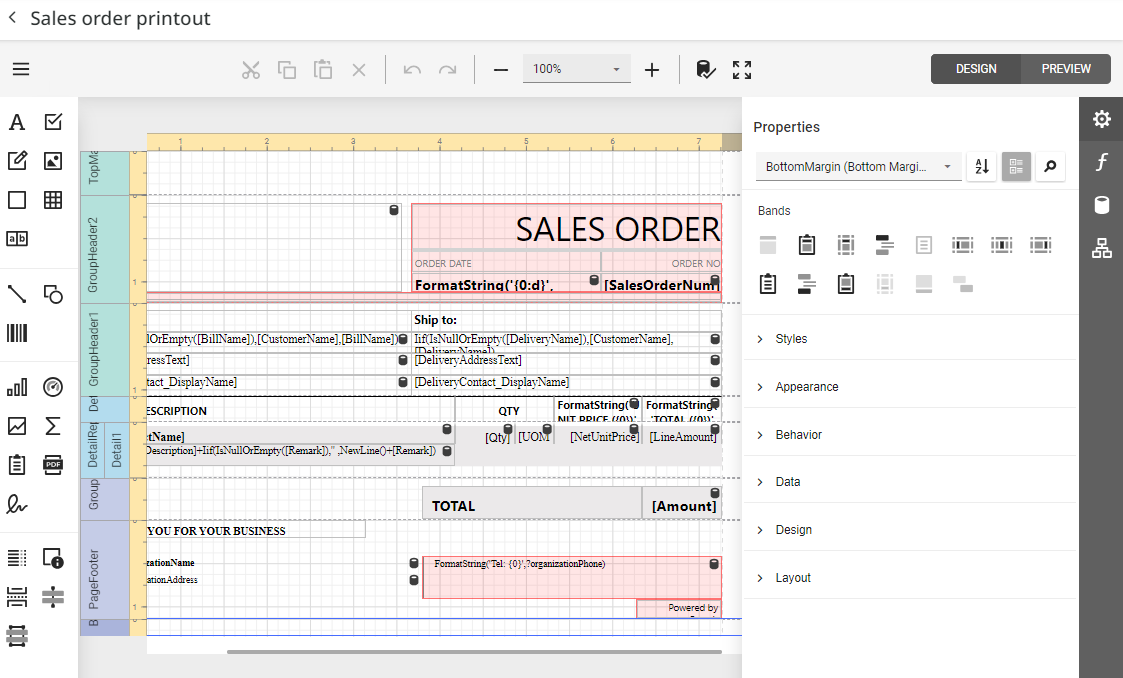 Sales order printout
100%
DESIGN
PREVIEW
Properties
BottomMargin (Bottom Margi...
Bands
Styles
Appearance
Behavior
Data
Design
Layout
1 2 3 4 5 6 7
TopMa
GroupHeader2
SALES ORDER
ORDER DATE
ORDER NO
FormatString('{0:d}',
[SalesOrderNum]
1
GroupHeader1
Ship to:
llOrEmpty([BillName]),[CustomerName],[BillName])
Iif(IsNullOrEmpty([DeliveryName]),[CustomerName],
[DeliveryName])
ressText]
[DeliveryAddressText]
tact_DisplayName]
[DeliveryContact_DisplayName]
Det
ESCRIPTION
QTY
FormatString(
NIT PRICE ({0})'
FormatString(
'TOTAL ({0})'
DetailRep
Detail1
tName]
[Qty]
[UOM
[NetUnitPrice]
[LineAmount]
Description]+Iif(IsNullOrEmpty([Remark]),'' ,NewLine()+[Remark])
Group
TOTAL
[Amount]
PageFooter
YOU FOR YOUR BUSINESS
zationName
FormatString('Tel: {0}',?organizationPhone)
ationAddress
1
Powered by
B
PDF
ab
A